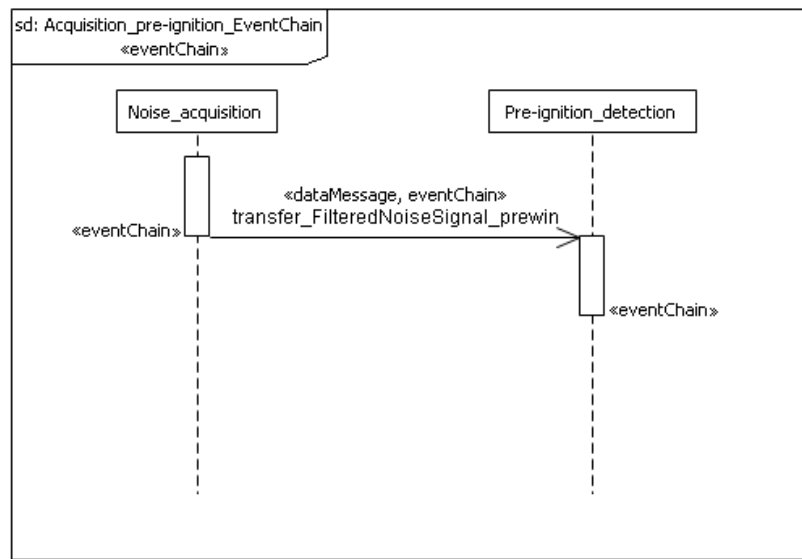 sd: Acquisition_pre-ignition_EventChain
«eventChain»
Noise_acquisition
Pre-ignition_detection
«dataMessage, eventChain»
transfer_FilteredNoiseSignal_prewin
«eventChain»
«eventChain»